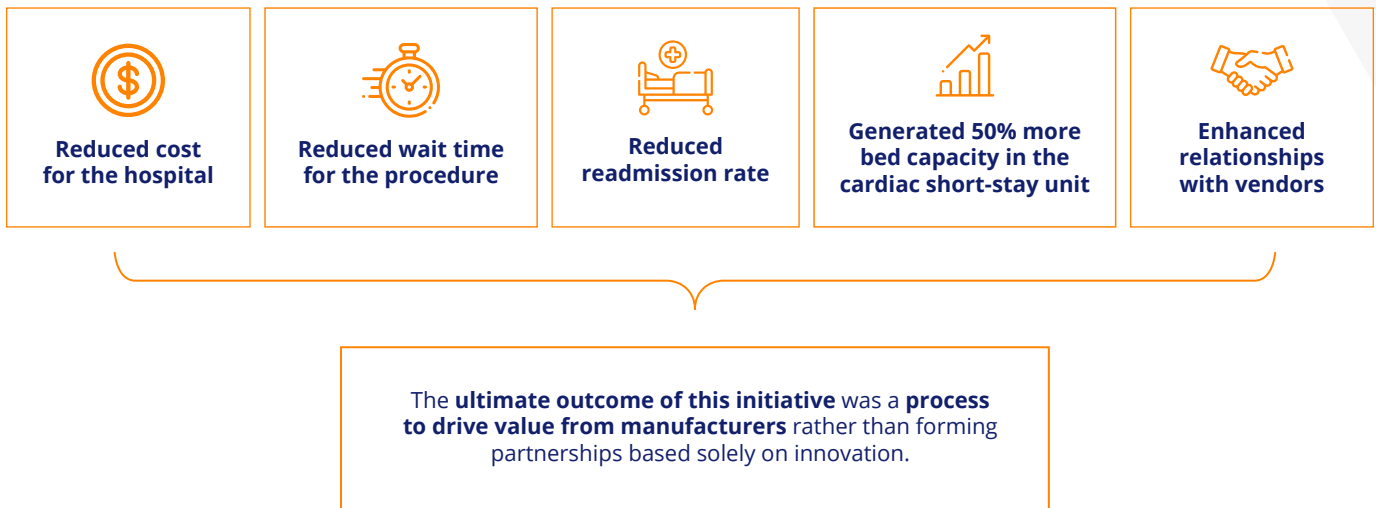 $
Reduced cost
for the hospital
Reduced wait time
for the procedure
Reduced
readmission rate
Generated 50% more
bed capacity in the
cardiac short-stay unit
Enhanced
relationships
with vendors
The ultimate outcome of this initiative was a process
to drive value from manufacturers rather than forming
partnerships based solely on innovation.